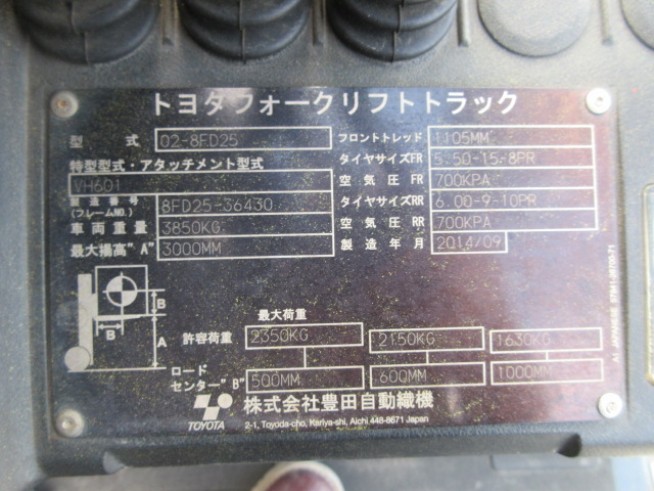 トヨタフォークリフトトラック
型式 02-8FD25 フロントトレッド 1105MM
特型型式・アタッチメント型式 タイヤサイズFR 5.50-15-8PR
VH601 空気圧FR 700KPA
製造番号(フレームNO.) 8FD25-36430 タイヤサイズRR 6.00-9-10PR
車両重量 3850KG 空気圧RR 700KPA
最大揚高"A" 3000MM 製造年月 2014/09
B
B
A
最大荷重
許容荷重 2350KG 2150KG 1630KG
ロードセンター"B" 500MM 600MM 1000MM
TOYOTA 株式会社豊田自動織機
2-1, Toyoda-cho, Kariya-shi, Aichi 448-8671 Japan